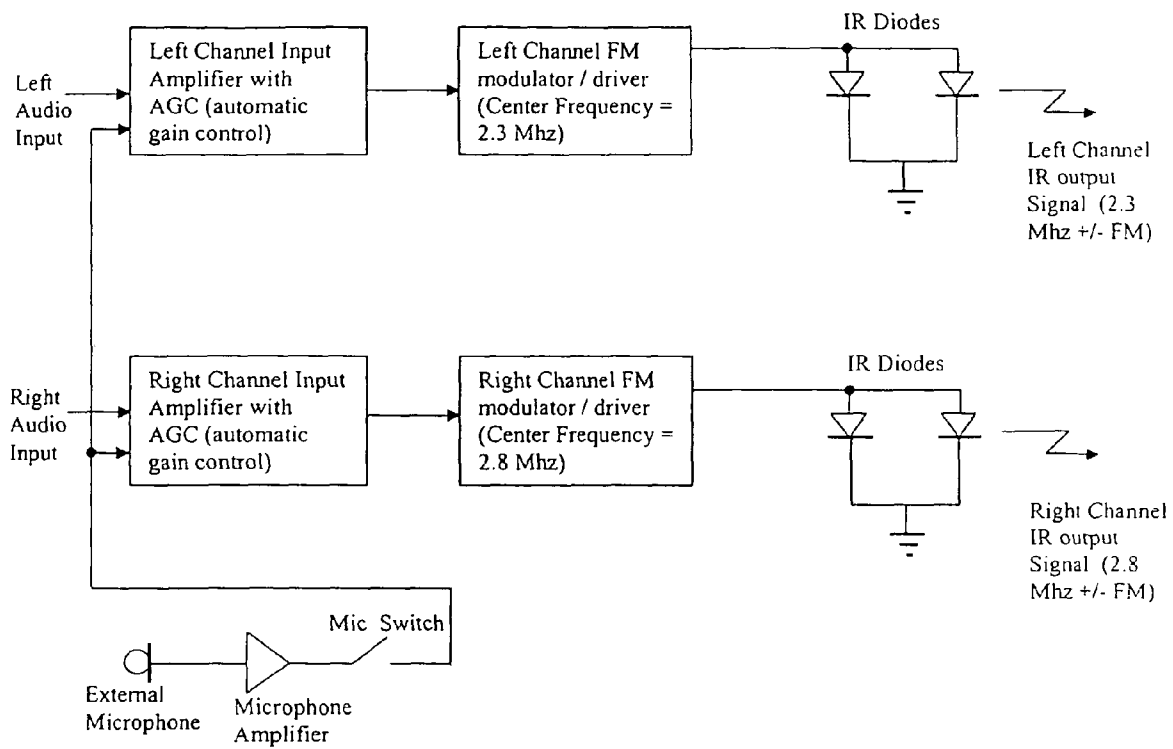 IR Diodes
Left Channel Input
Amplifier with
AGC (automatic
gain control)
Left Channel FM
modulator / driver
(Center Frequency =
2.3 Mhz)
Left
Audio
Input
Left Channel
IR output
Signal (2.3
Mhz +/- FM)
IR Diodes
Right Channel Input
Amplifier with
AGC (automatic
gain control)
Right Channel FM
modulator / driver
(Center Frequency =
2.8 Mhz)
Right
Audio
Input
Right Channel
IR output
Signal (2.8
Mhz +/- FM)
Mic Switch
External
Microphone
Microphone
Amplifier